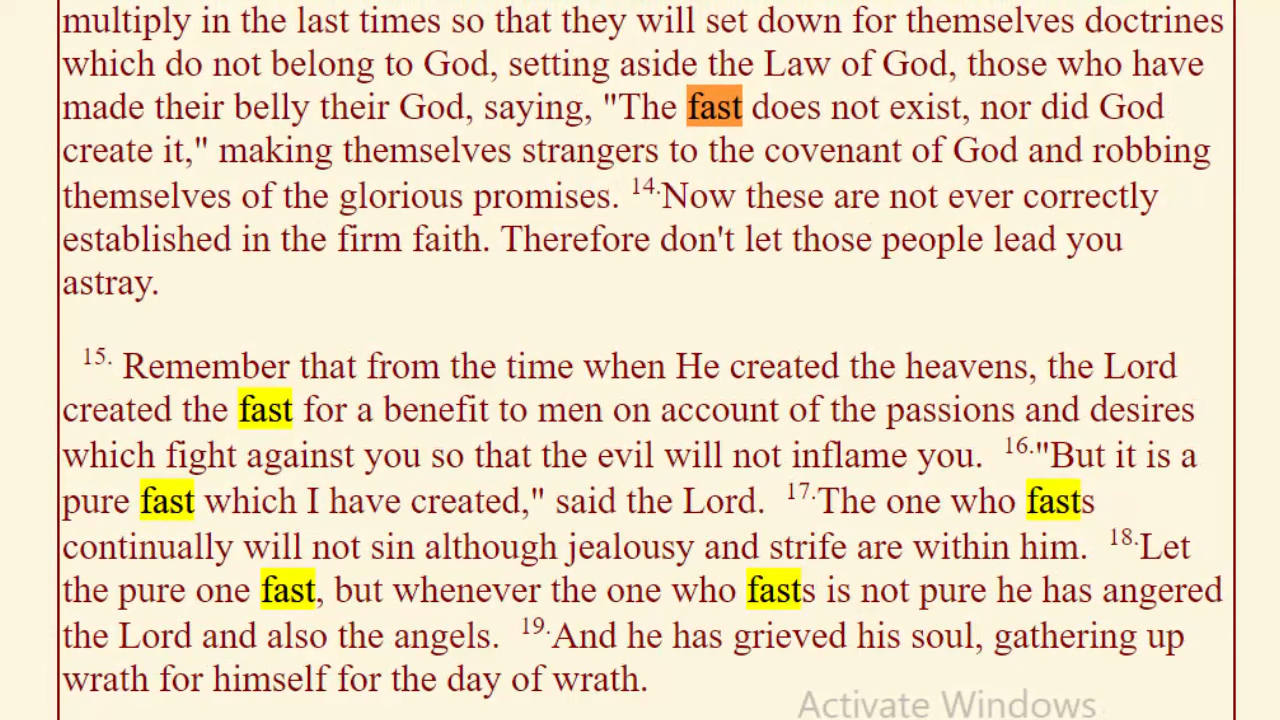 multiply in the last times so that they will set down for themselves doctrines
which do not belong to God, setting aside the Law of God, those who have
made their belly their God, saying, "The fast does not exist, nor did God
create it," making themselves strangers to the covenant of God and robbing
themselves of the glorious promises. 14.Now these are not ever correctly
established in the firm faith. Therefore don't let those people lead you
astray.
15. Remember that from the time when He created the heavens, the Lord
created the fast for a benefit to men on account of the passions and desires
which fight against you so that the evil will not inflame you. 16."But it is a
pure fast which I have created," said the Lord. 17.The one who fasts
continually will not sin although jealousy and strife are within him. 18.Let
the pure one fast, but whenever the one who fasts is not pure he has angered
the Lord and also the angels. 19.And he has grieved his soul, gathering up
wrath for himself for the day of wrath.
Activate Windows